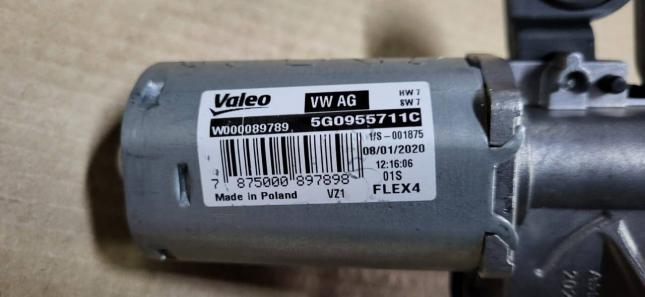 Valeo
VW AG
HW 7
SW 7
W000089789
5G0955711C
1/S-001875
08/01/2020
12:16:06
7 875000 897898
01S
Made in Poland
VZ1
FLEX4